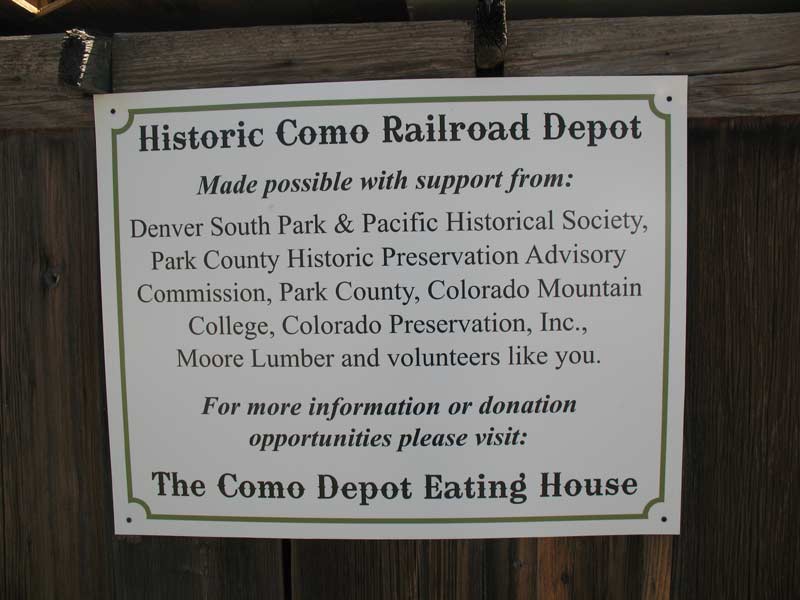 Historic Como Railroad Depot
Made possible with support from:
Denver South Park & Pacific Historical Society,
Park County Historic Preservation Advisory
Commission, Park County, Colorado Mountain
College, Colorado Preservation, Inc.,
Moore Lumber and volunteers like you.
For more information or donation
opportunities please visit:
The Como Depot Eating House